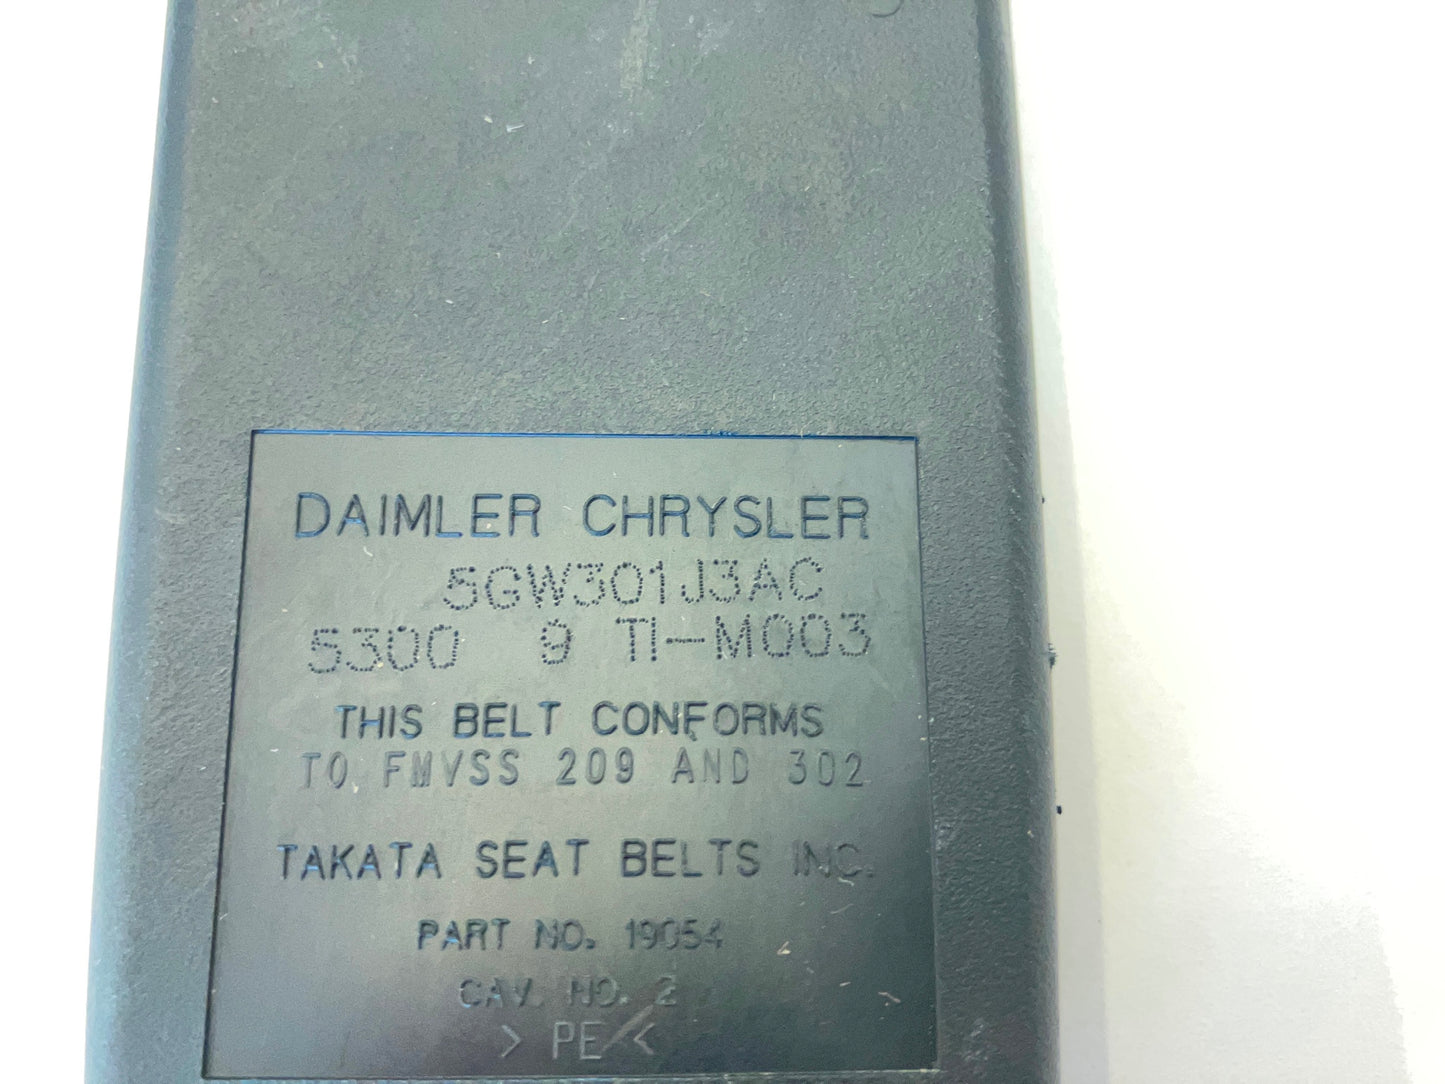 DAIMLER CHRYSLER
5GW301J3AC
5300 9 TI-M003
THIS BELT CONFORMS
TO FMVSS 209 AND 302
TAKATA SEAT BELTS INC.
PART NO. 19054
CAV. NO. 2
> PE <